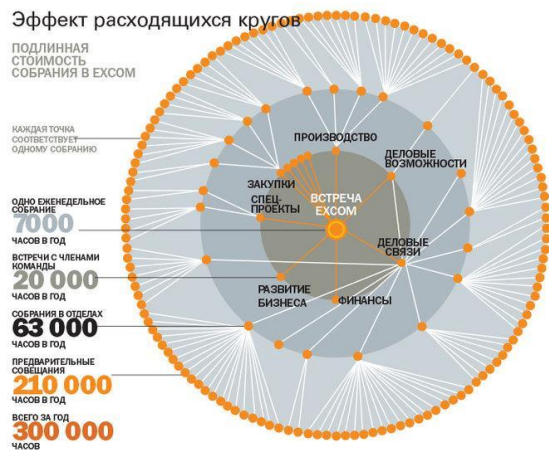 Эффект расходящихся кругов
ПОДЛИННАЯ
СТОИМОСТЬ
СОБРАНИЯ В EXCOM
КАЖДАЯ ТОЧКА
СООТВЕТСТВУЕТ
ОДНОМУ СОБРАНИЮ
ОДНО ЕЖЕНЕДЕЛЬНОЕ
СОБРАНИЕ
7000
ЧАСОВ В ГОД
ВСТРЕЧИ С ЧЛЕНАМИ
КОМАНДЫ
20 000
ЧАСОВ В ГОД
СОБРАНИЯ В ОТДЕЛАХ
63 000
ЧАСОВ В ГОД
ПРЕДВАРИТЕЛЬНЫЕ
СОВЕЩАНИЯ
210 000
ЧАСОВ В ГОД
ВСЕГО ЗА ГОД
300 000
ЧАСОВ
ПРОИЗВОДСТВО
ДЕЛОВЫЕ
ВОЗМОЖНОСТИ
ЗАКУПКИ
СПЕЦ-
ПРОЕКТЫ
ВСТРЕЧА
EXCOM
ДЕЛОВЫЕ
СВЯЗИ
РАЗВИТИЕ
БИЗНЕСА
ФИНАНСЫ